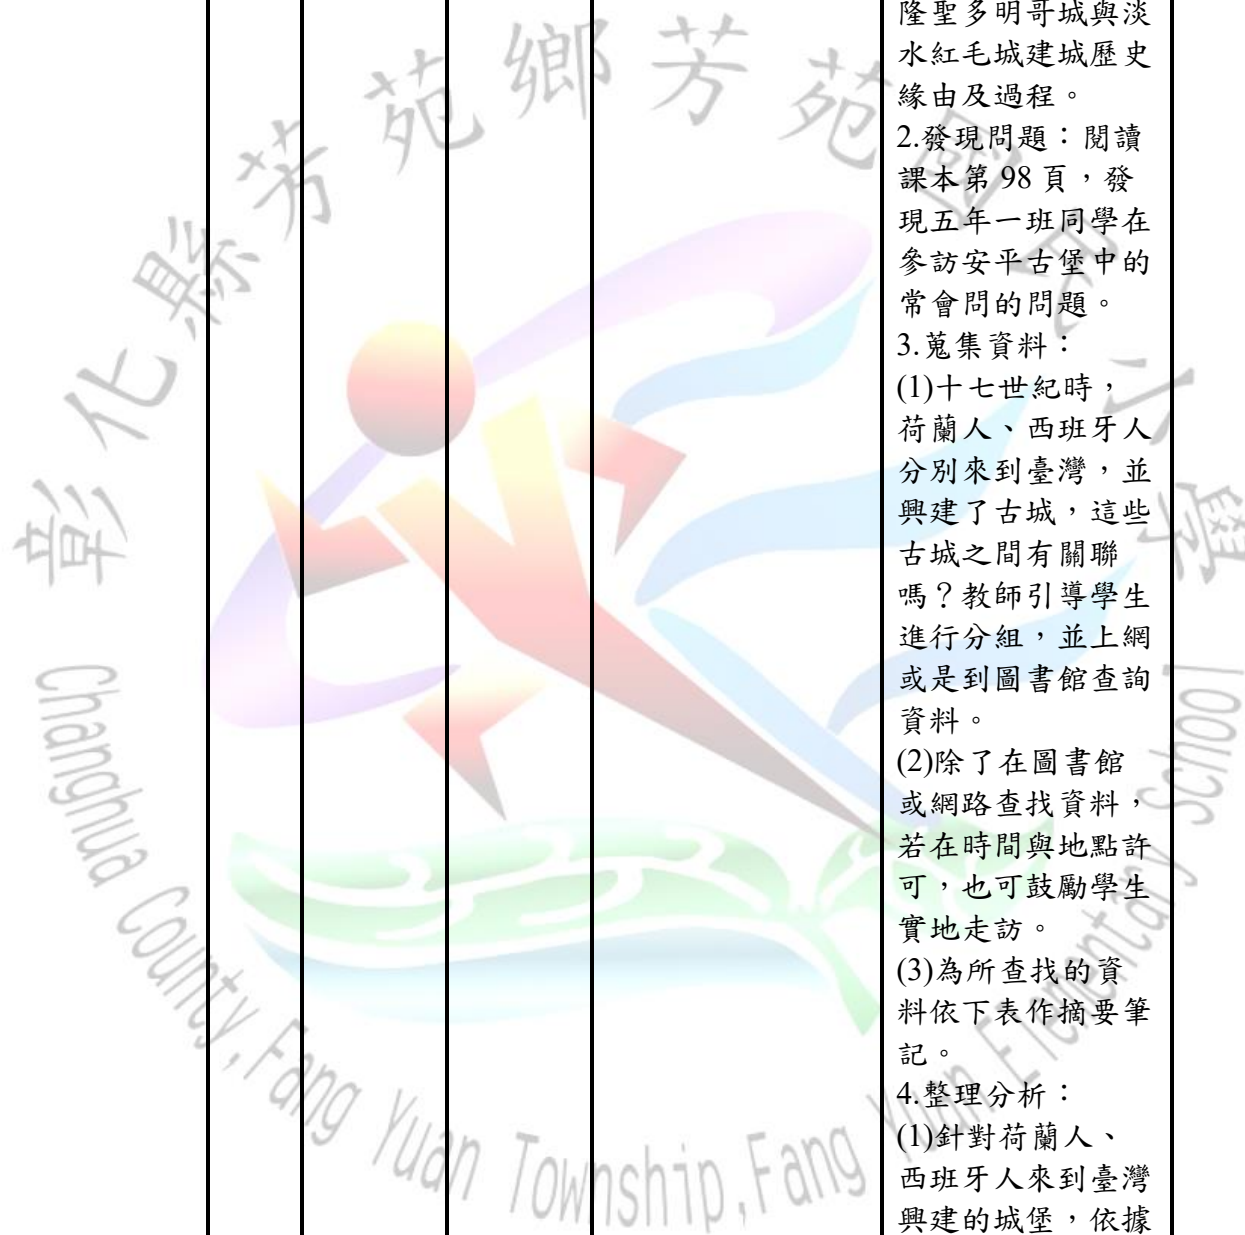 彰化縣芳苑鄉芳苑國民小學
Changhua County, Fang Yuan Township, Fang Yuan Elementary School
隆聖多明哥城與淡
水紅毛城建城歷史
緣由及過程。
2.發現問題：閱讀
課本第 98 頁，發
現五年一班同學在
參訪安平古堡中的
常會問的問題。
3.蒐集資料：
(1)十七世紀時，
荷蘭人、西班牙人
分別來到臺灣，並
興建了古城，這些
古城之間有關聯
嗎？教師引導學生
進行分組，並上網
或是到圖書館查詢
資料。
(2)除了在圖書館
或網路查找資料，
若在時間與地點許
可，也可鼓勵學生
實地走訪。
(3)為所查找的資
料依下表作摘要筆
記。
4.整理分析：
(1)針對荷蘭人、
西班牙人來到臺灣
興建的城堡，依據